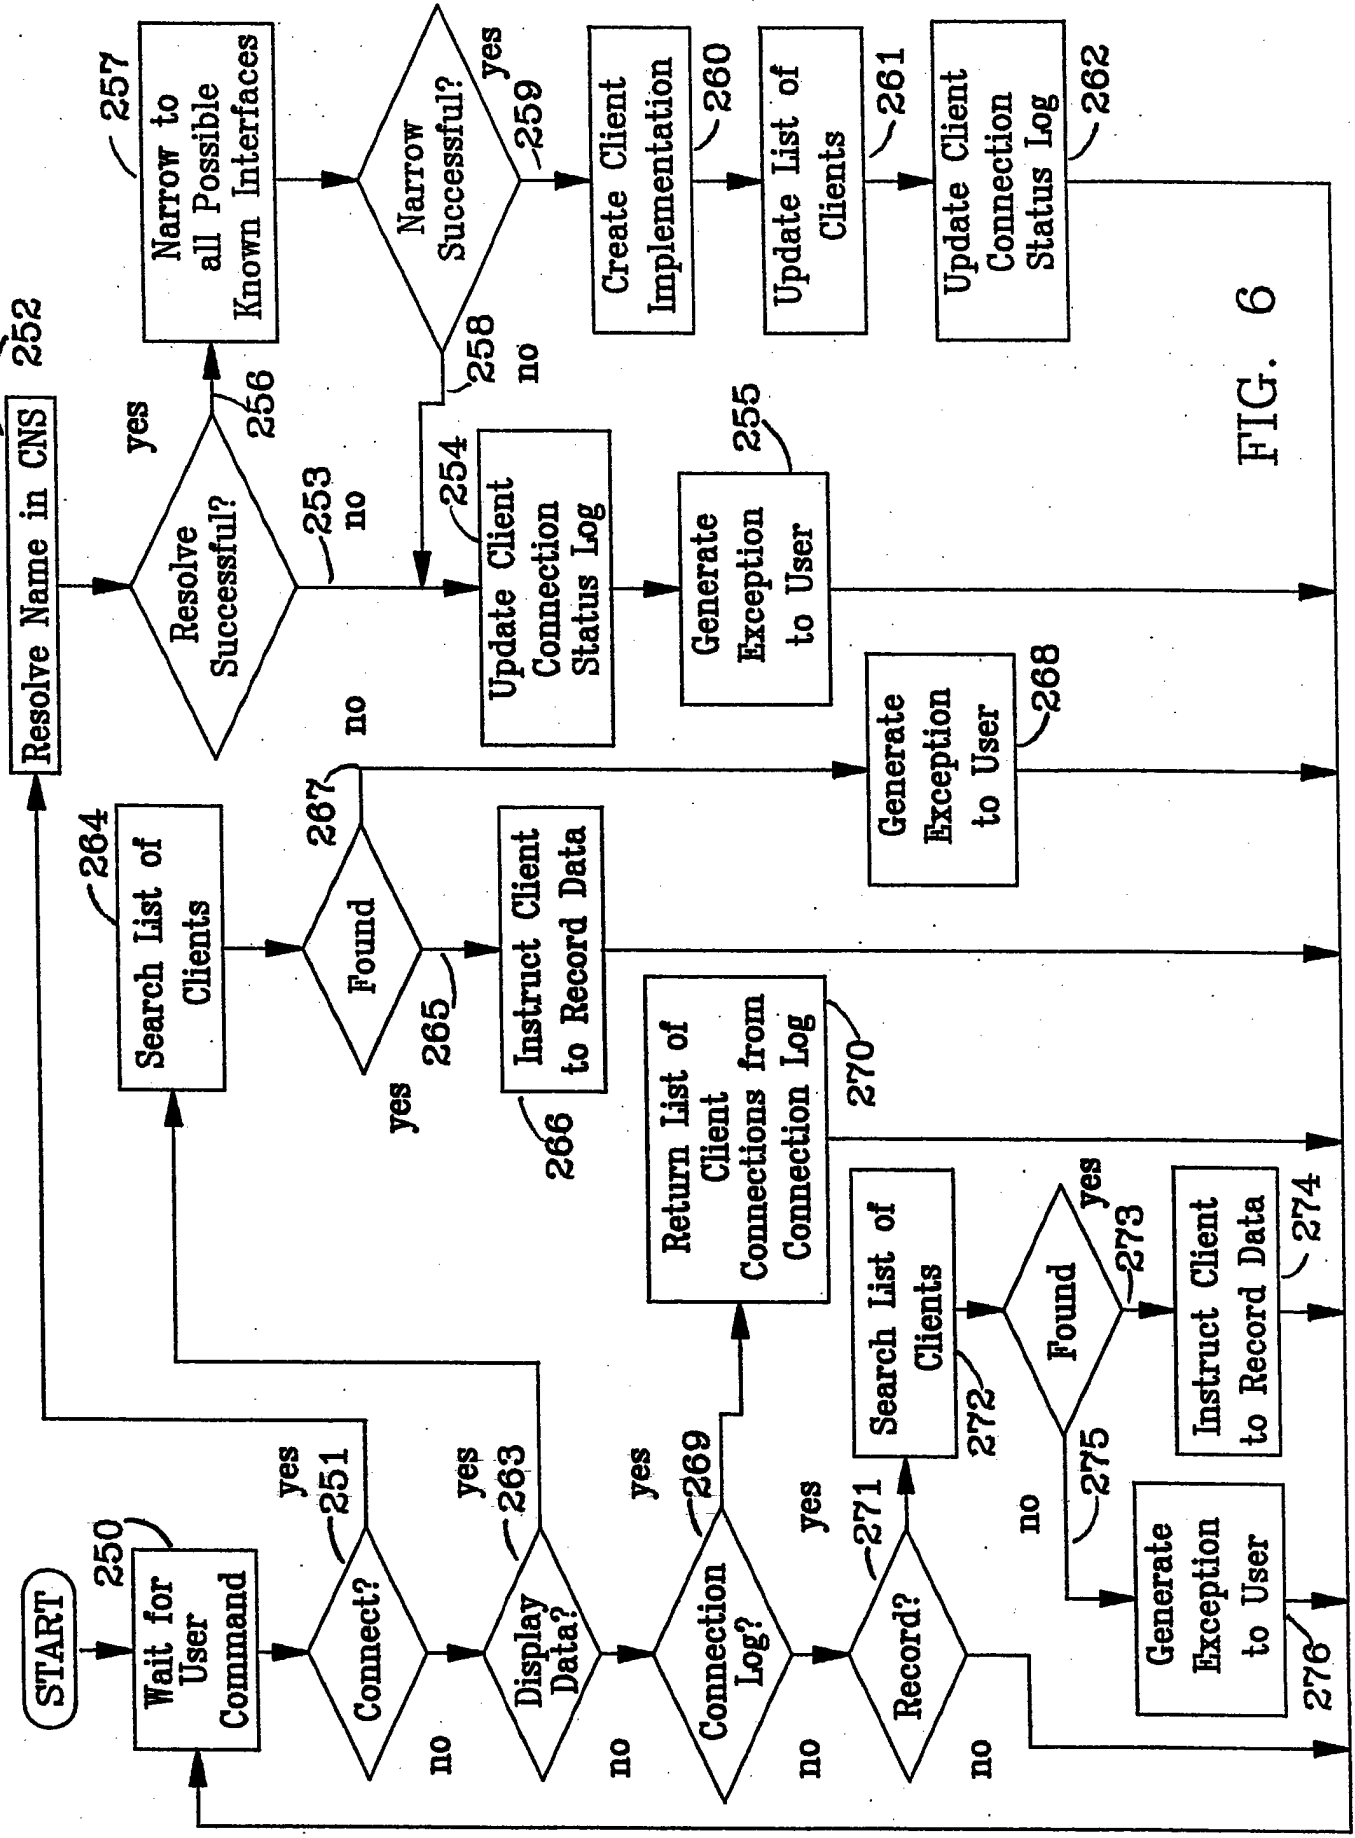 START
250
Wait for
User
Command
Connect?
251
yes
no
Display
Data?
263
yes
no
Connection
Log?
269
yes
no
Record?
271
yes
no
Resolve Name in CNS
252
Resolve
Successful?
yes
256
253
no
Narrow to
all Possible
Known Interfaces
257
Narrow
Successful?
yes
259
258
no
Create Client
Implementation
260
Update List of
Clients
261
Update Client
Connection
Status Log
262
Update Client
Connection
Status Log
254
Generate
Exception
to User
255
Search List of
Clients
264
Found
267
no
yes
265
Instruct Client
to Record Data
266
Generate
Exception
to User
268
Return List of
Client
Connections from
Connection Log
270
Search List of
Clients
272
Found
yes
273
no
275
Instruct Client
to Record Data
274
Generate
Exception
to User
276
FIG. 6